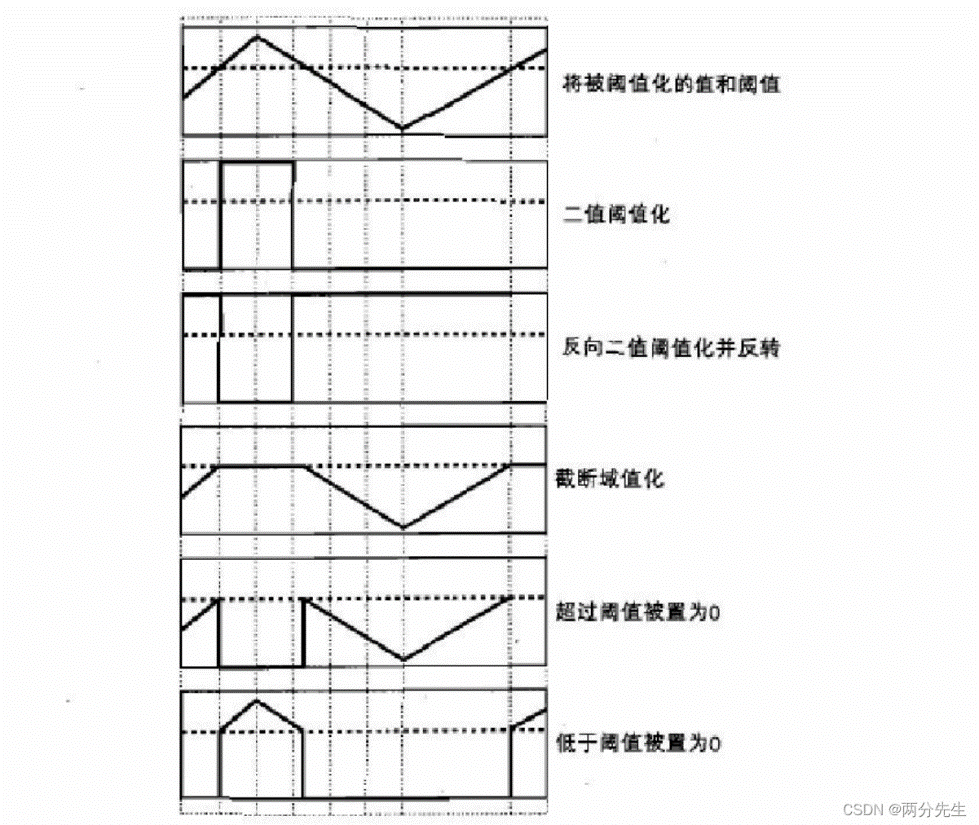 将被阈值化的值和阈值
二值阈值化
反向二值阈值化并反转
截断域值化
超过阈值被置为0
低于阈值被置为0
CSDN @两分先生